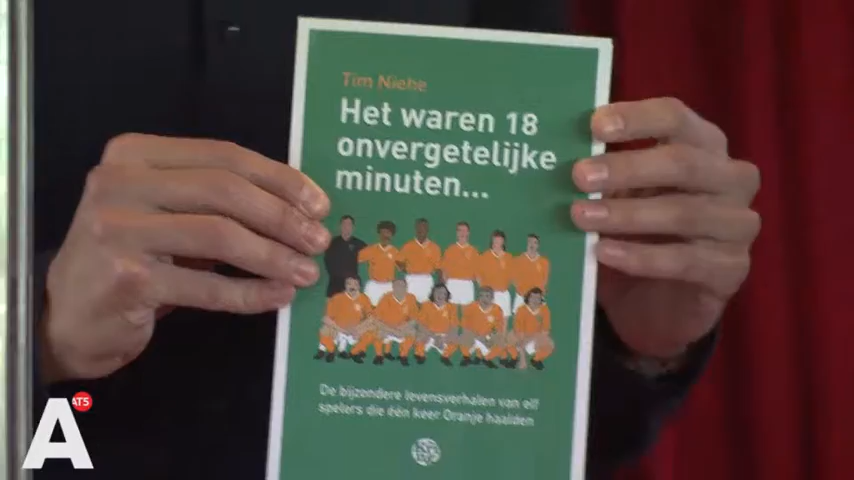 Tim Niehe
Het waren 18
onvergetelijke
minuten...
De bijzondere levensverhalen van elf
spelers die één keer Oranje haalden
A AT5